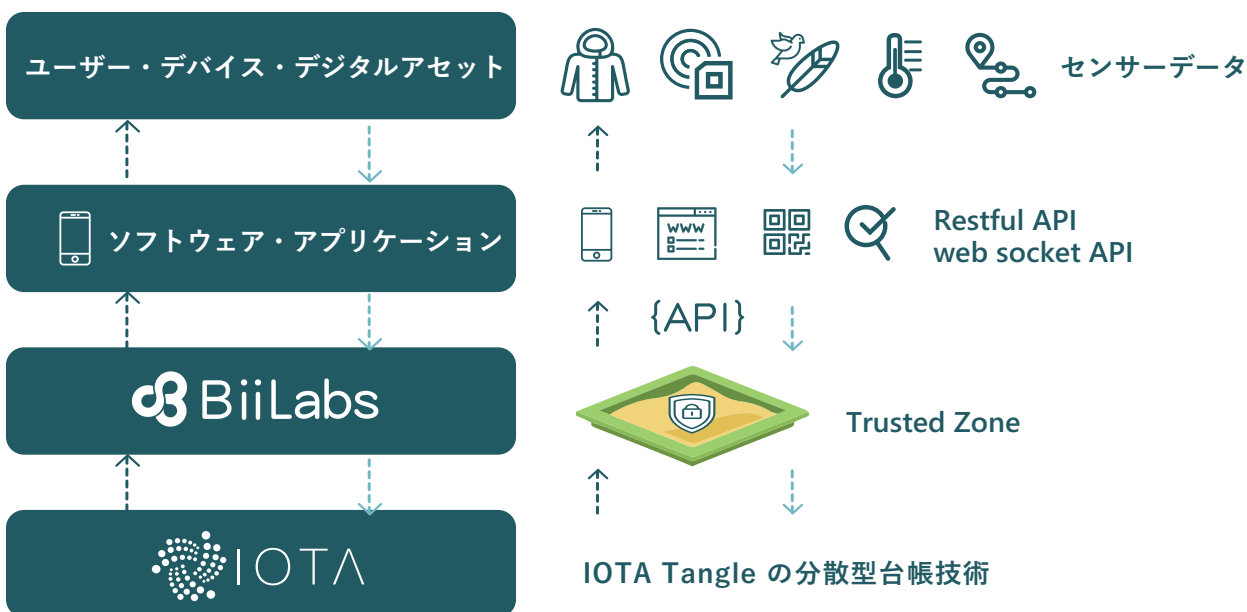 ユーザー・デバイス・デジタルアセット
センサーデータ
ソフトウェア・アプリケーション
WWW
Restful API
web socket API
{API}
BiiLabs
Trusted Zone
IOTA
IOTA Tangle の分散型台帳技術